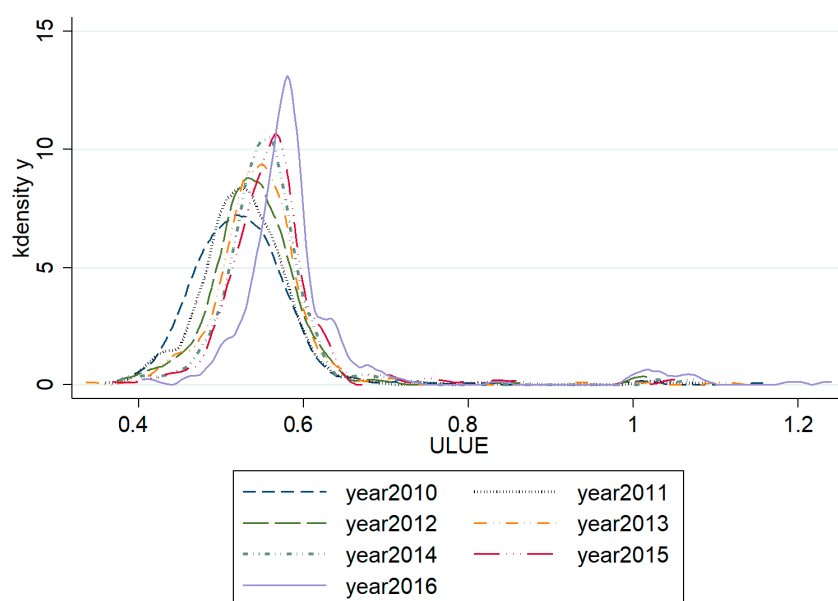 15
10
5
0
kdensity y
0.4 0.6 0.8 1 1.2
ULUE
year2010 year2011
year2012 year2013
year2014 year2015
year2016